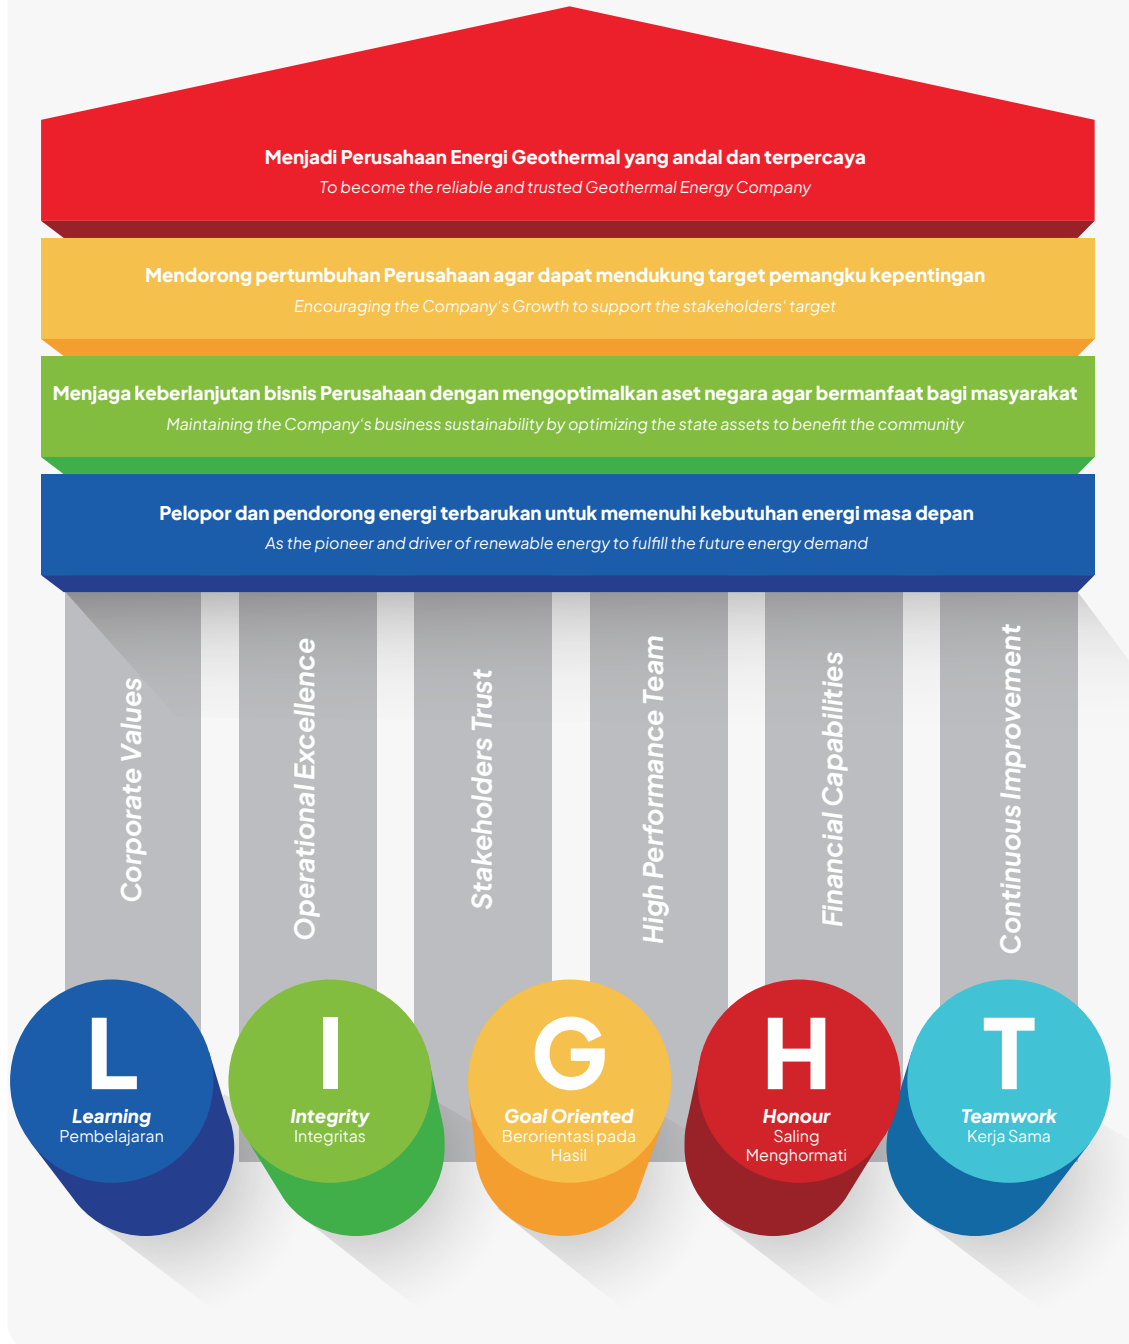 Menjadi Perusahaan Energi Geothermal yang andal dan terpercaya
To become the reliable and trusted Geothermal Energy Company
Mendorong pertumbuhan Perusahaan agar dapat mendukung target pemangku kepentingan
Encouraging the Company's Growth to support the stakeholders' target
Menjaga keberlanjutan bisnis Perusahaan dengan mengoptimalkan aset negara agar bermanfaat bagi masyarakat
Maintaining the Company's business sustainability by optimizing the state assets to benefit the community
Pelopor dan pendorong energi terbarukan untuk memenuhi kebutuhan energi masa depan
As the pioneer and driver of renewable energy to fulfill the future energy demand
Corporate Values
Operational Excellence
Stakeholders Trust
High Performance Team
Financial Capabilities
Continuous Improvement
L
Learning
Pembelajaran
I
Integrity
Integritas
G
Goal Oriented
Berorientasi pada
Hasil
H
Honour
Saling
Menghormati
T
Teamwork
Kerja Sama